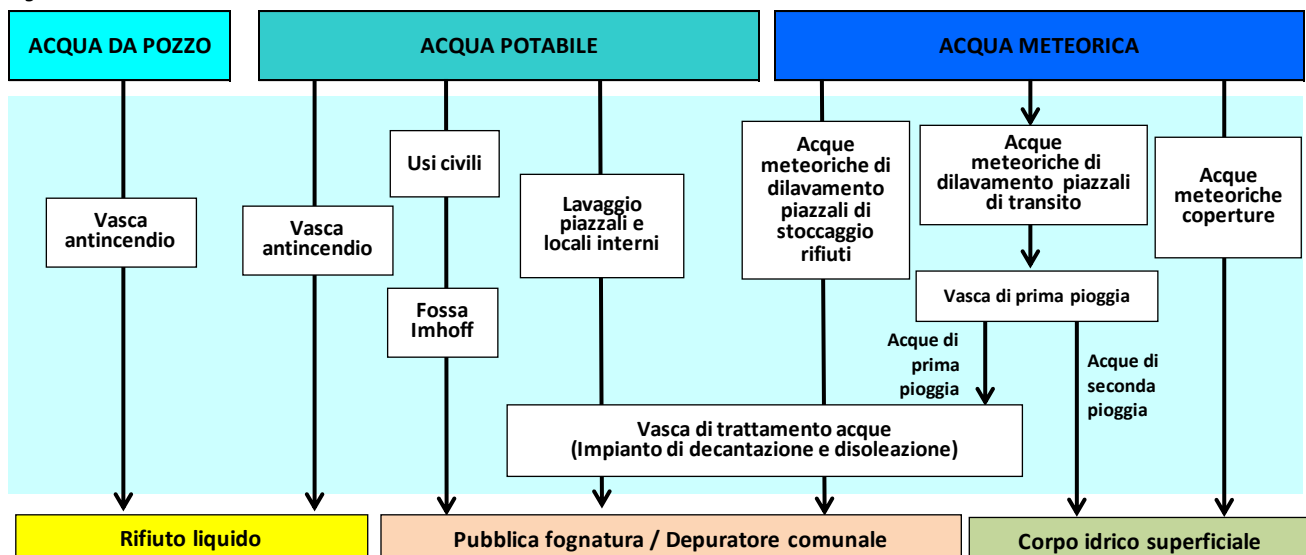 ACQUA DA POZZO
ACQUA POTABILE
ACQUA METEORICA
Vasca
antincendio
Vasca
antincendio
Usi civili
Fossa
Imhoff
Lavaggio
piazzali e
locali interni
Acque
meteoriche di
dilavamento
piazzali di
stoccaggio
rifiuti
Acque
meteoriche di
dilavamento piazzali
di transito
Acque
meteoriche
coperture
Vasca di prima pioggia
Acque di
prima
pioggia
Acque di
seconda
pioggia
Vasca di trattamento acque
(Impianto di decantazione e disoleazione)
Rifiuto liquido
Pubblica fognatura / Depuratore comunale
Corpo idrico superficiale